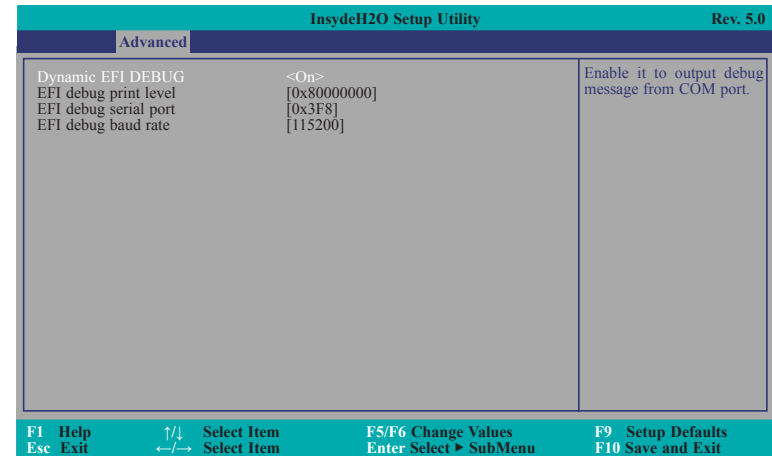 InsydeH2O Setup Utility Rev. 5.0
Advanced
Dynamic EFI DEBUG <On>
EFI debug print level [0x80000000]
EFI debug serial port [0x3F8]
EFI debug baud rate [115200]
Enable it to output debug
message from COM port.
F1 Help ↑/↓ Select Item F5/F6 Change Values F9 Setup Defaults
Esc Exit ←/→ Select Item Enter Select ▶ SubMenu F10 Save and Exit